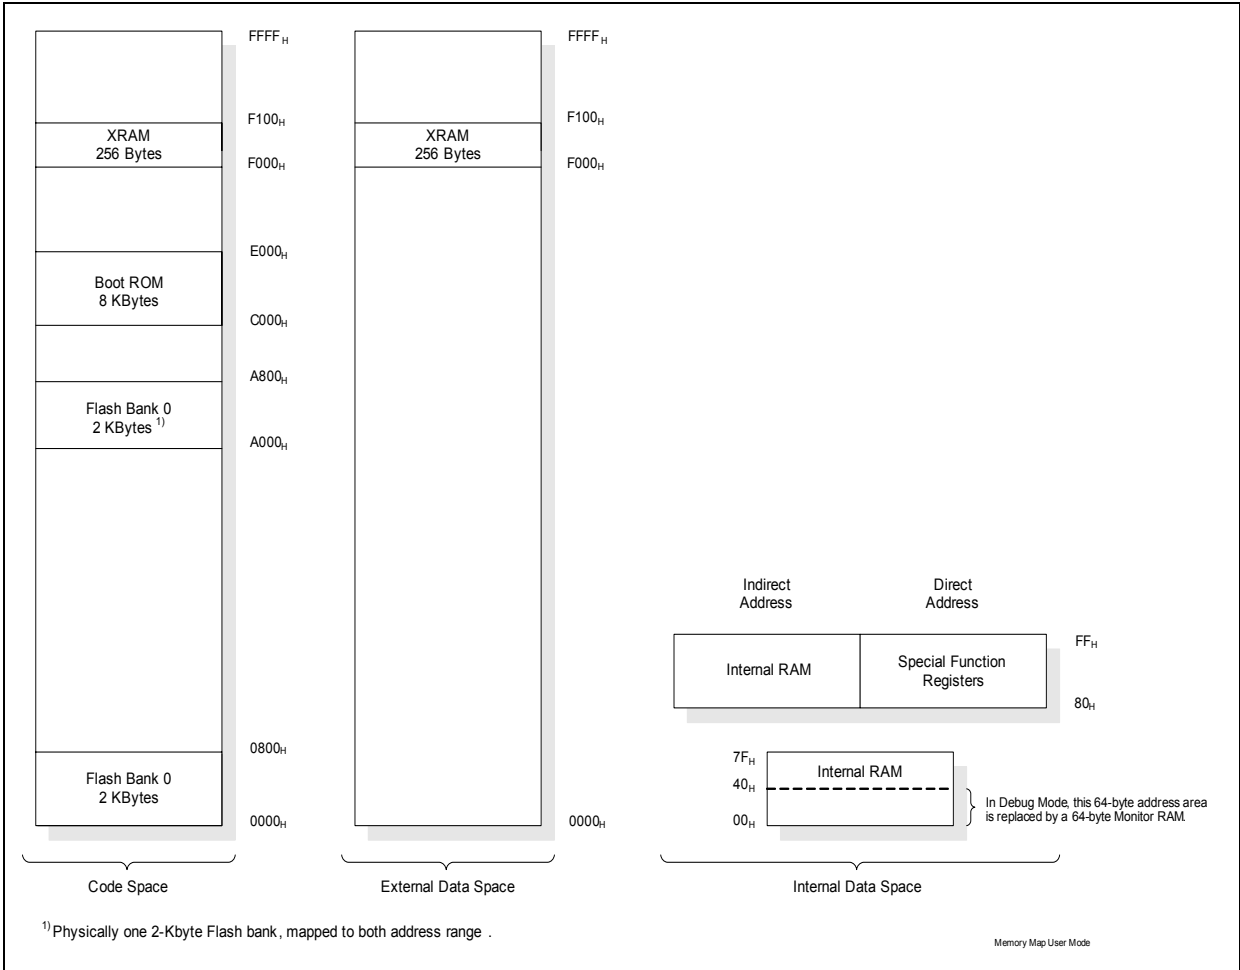 FFFFH
FFFFH
F100H
F100H
XRAM
256 Bytes
XRAM
256 Bytes
F000H
F000H
E000H
Boot ROM
8 KBytes
C000H
A800H
Flash Bank 0
2 KBytes 1)
A000H
Indirect
Address
Direct
Address
FFH
Internal RAM
Special Function
Registers
80H
0800H
7FH
Flash Bank 0
2 KBytes
Internal RAM
40H
In Debug Mode, this 64-byte address area
is replaced by a 64-byte Monitor RAM.
0000H
0000H
00H
Code Space
External Data Space
Internal Data Space
1) Physically one 2-Kbyte Flash bank, mapped to both address range .
Memory Map User Mode